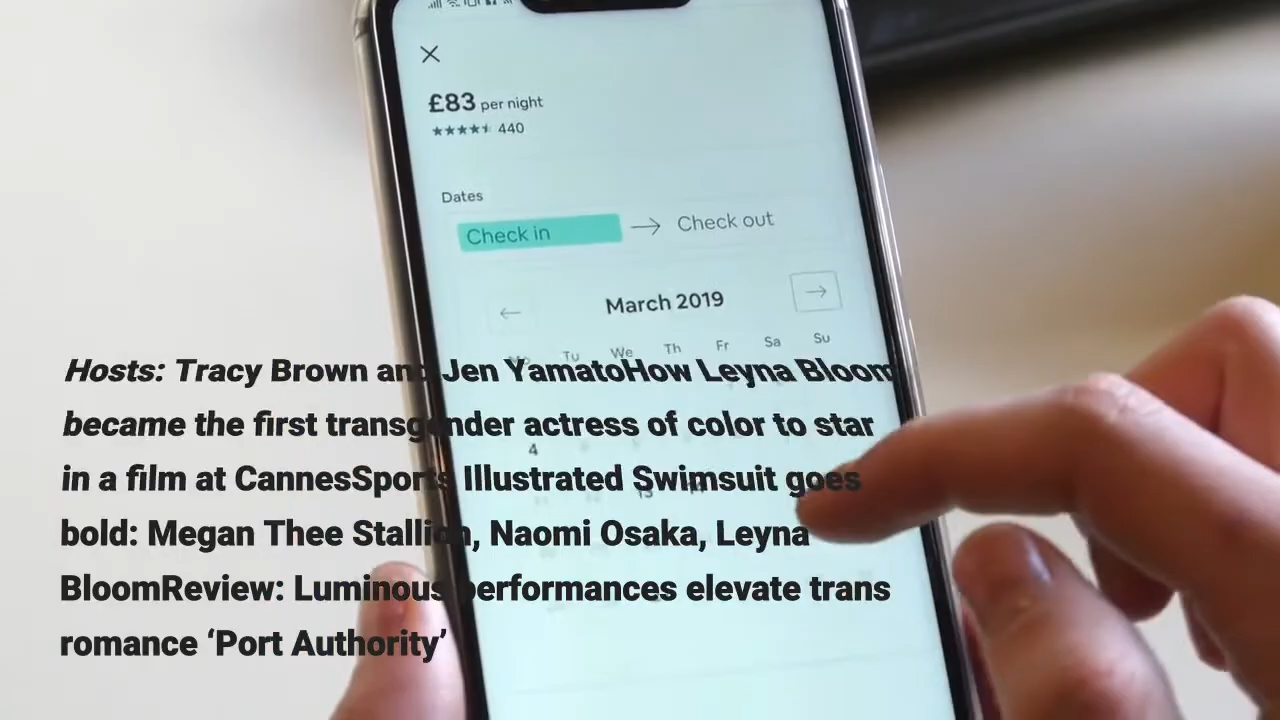 £83 per night
440
Dates
Check in → Check out
← March 2019 →
Tu We Th Fr Sa Su
Hosts: Tracy Brown and Jen YamatoHow Leyna Bloom
became the first transgender actress of color to star
4
in a film at CannesSports Illustrated Swimsuit goes
bold: Megan Thee Stallion, Naomi Osaka, Leyna
BloomReview: Luminous performances elevate trans
romance ‘Port Authority’